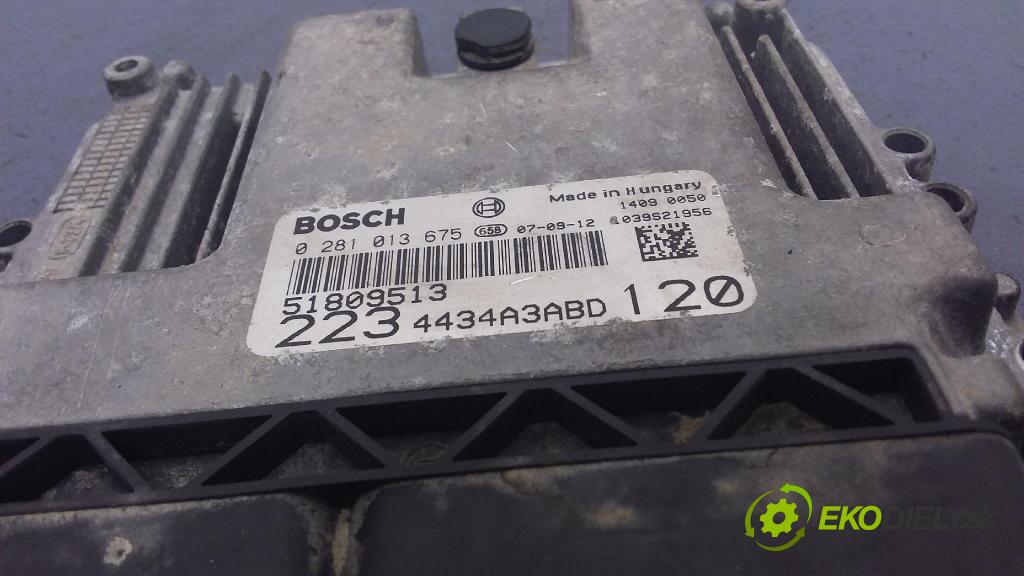 BOSCH
Made in Hungary
1409 0050
0 281 013 675 65B 07-09-12 1039S21956
51809513
223 4434A3ABD 120
EKODIELY.sk